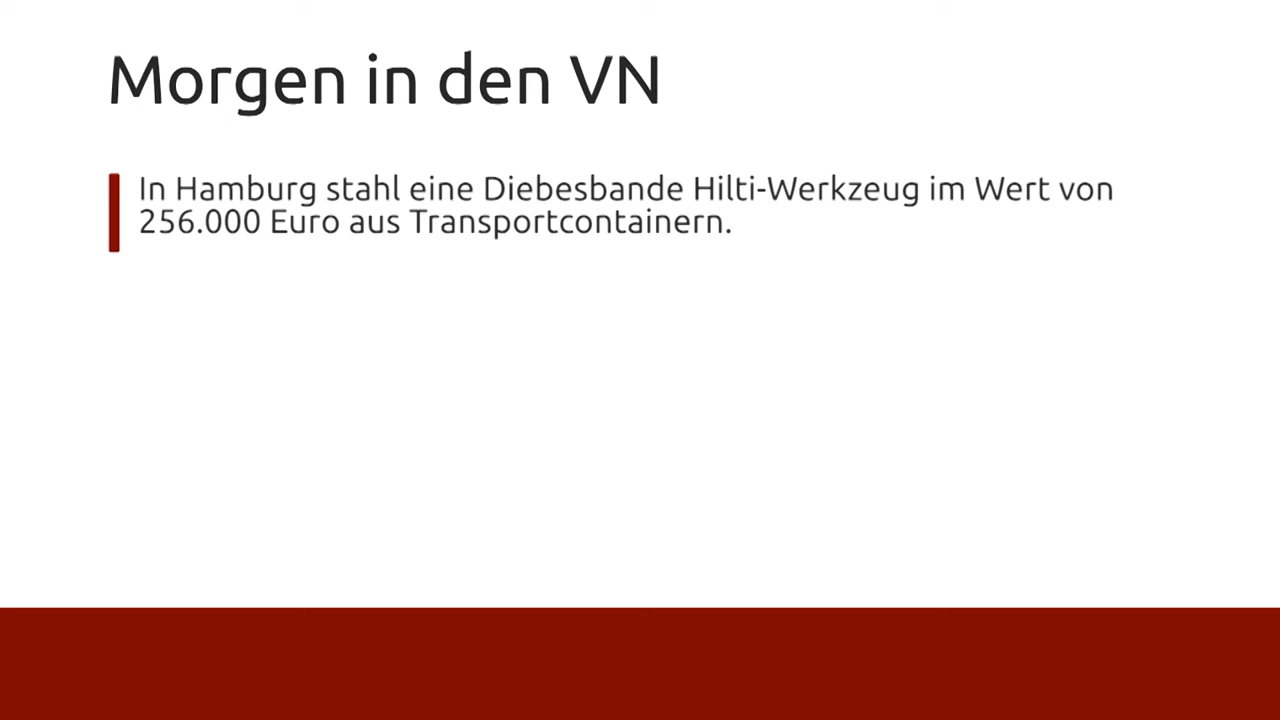 Morgen in den VN
In Hamburg stahl eine Diebesbande Hilti-Werkzeug im Wert von
256.000 Euro aus Transportcontainern.